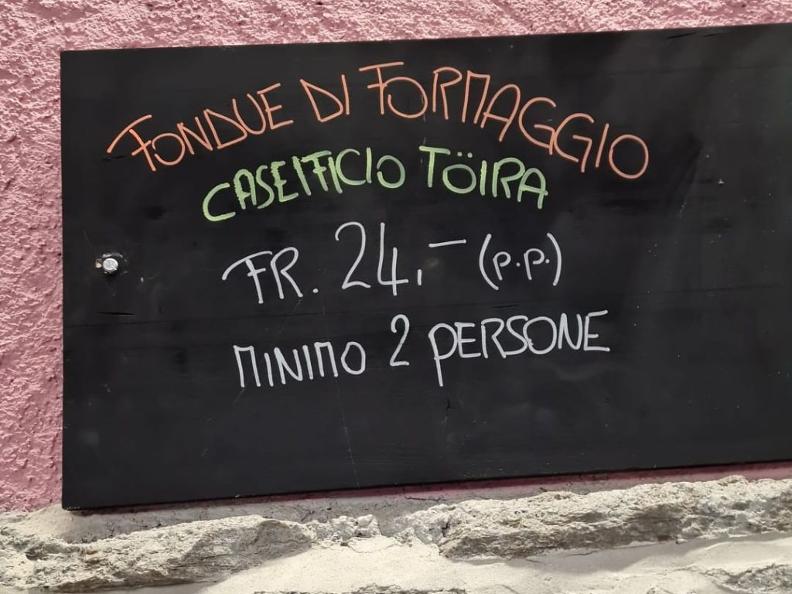 FONDUE DI FORMAGGIO
CASEIFICIO TÖIRA
FR. 24.– (p.p.)
MINIMO 2 PERSONE